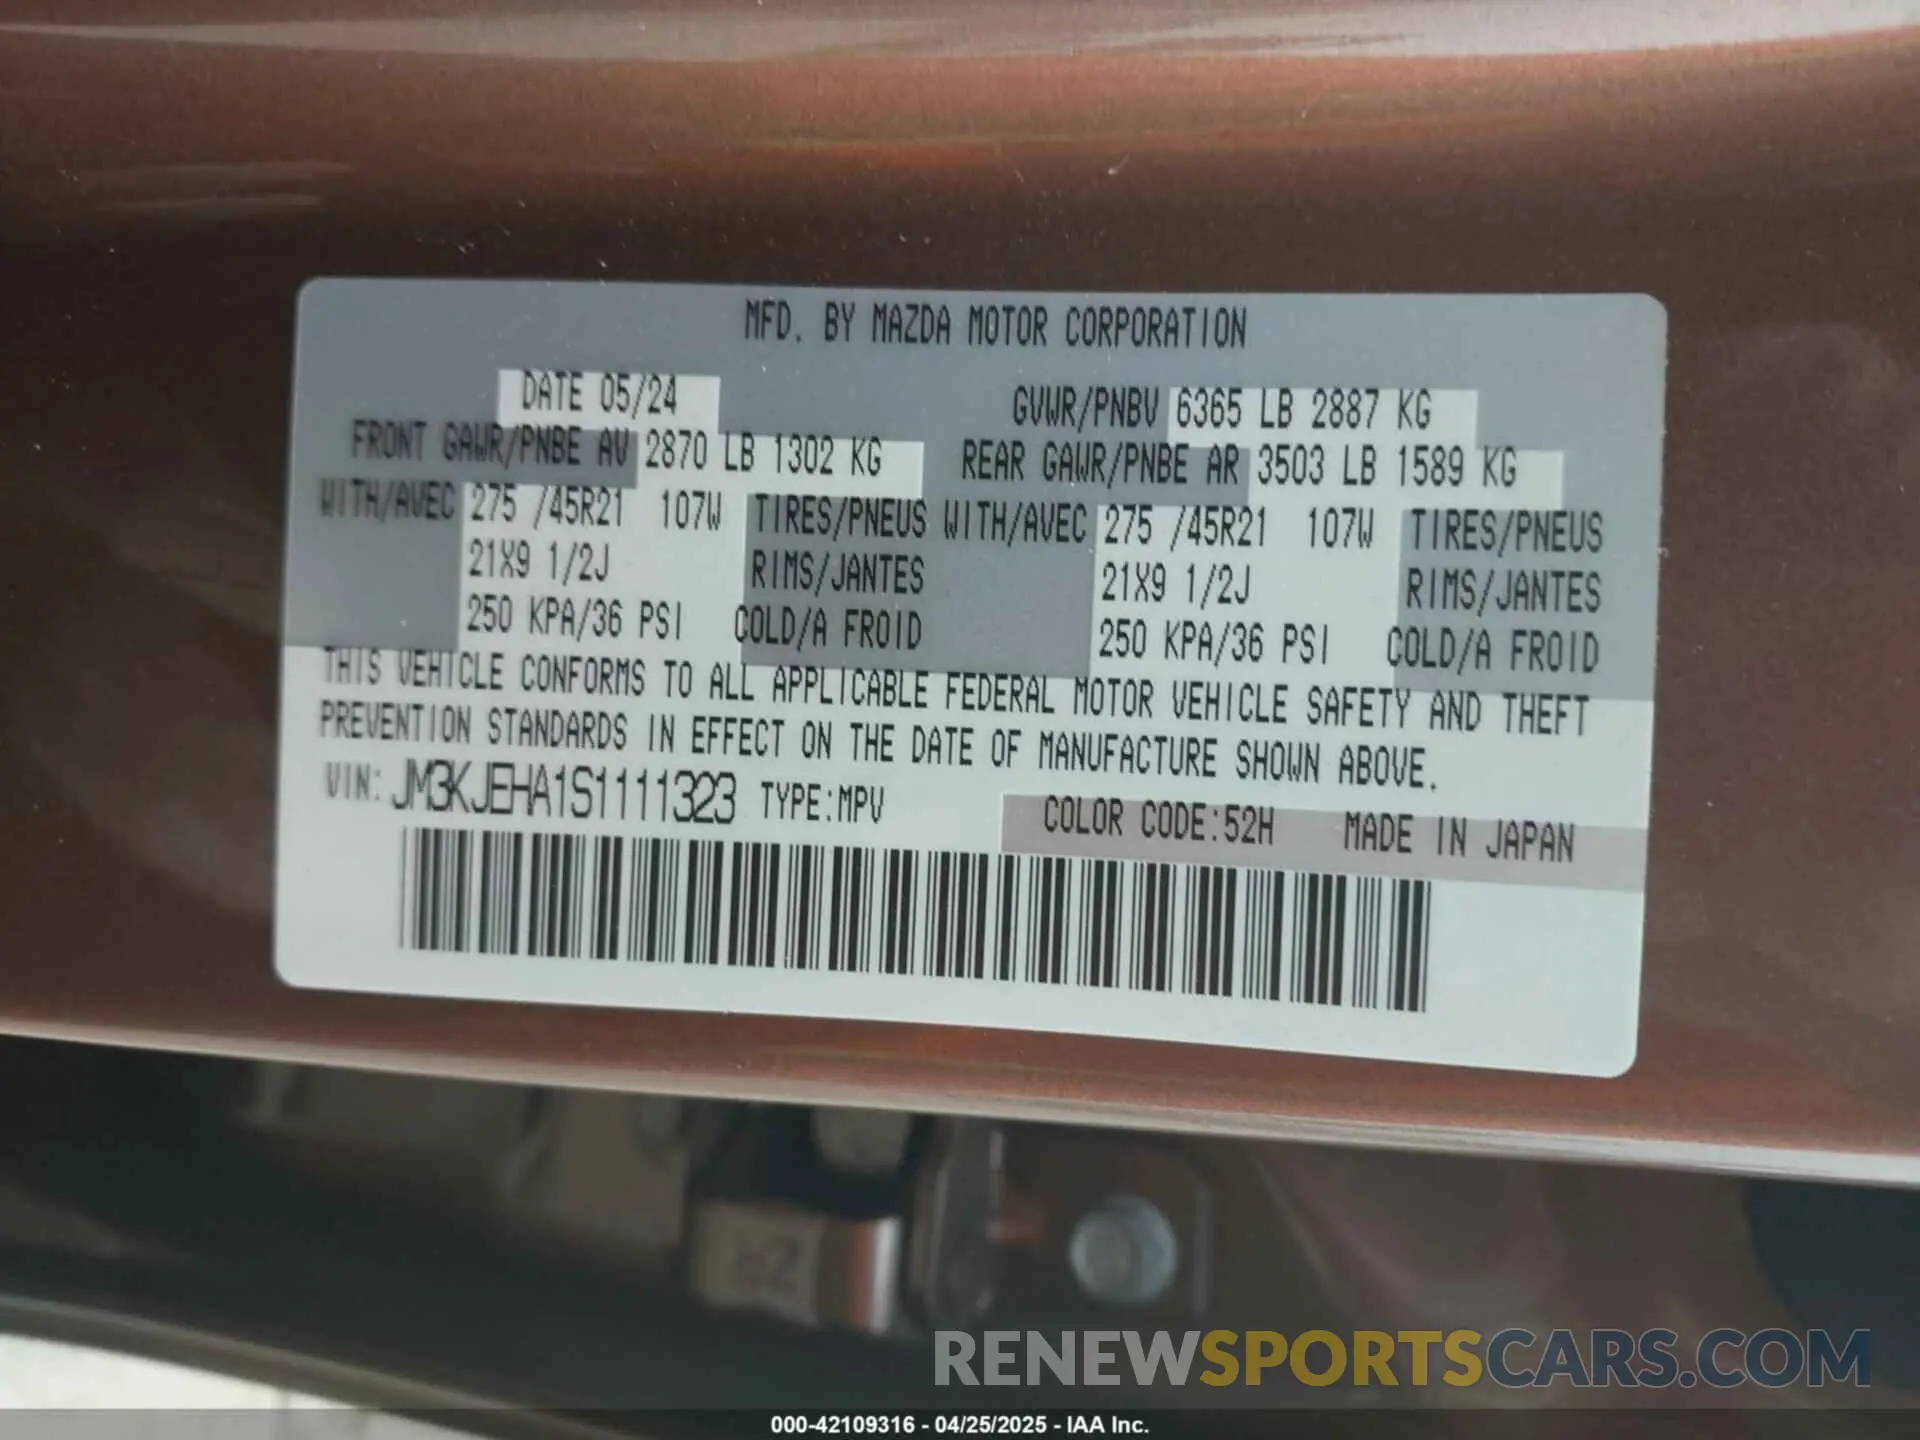 MFD. BY MAZDA MOTOR CORPORATION
DATE 05/24 GVWR/PNBV 6365 LB 2887 KG
FRONT GAWR/PNBE AV 2870 LB 1302 KG REAR GAWR/PNBE AR 3503 LB 1589 KG
WITH/AVEC 275 /45R21 107W TIRES/PNEUS WITH/AVEC 275 /45R21 107W TIRES/PNEUS
21X9 1/2J RIMS/JANTES 21X9 1/2J RIMS/JANTES
250 KPA/36 PSI COLD/A FROID 250 KPA/36 PSI COLD/A FROID
THIS VEHICLE CONFORMS TO ALL APPLICABLE FEDERAL MOTOR VEHICLE SAFETY AND THEFT
PREVENTION STANDARDS IN EFFECT ON THE DATE OF MANUFACTURE SHOWN ABOVE.
VIN: JM3KJEHA1S1111323 TYPE:MPV COLOR CODE:52H MADE IN JAPAN
RENEWSPORTSCARS.COM
000-42109316 - 04/25/2025 - IAA Inc.